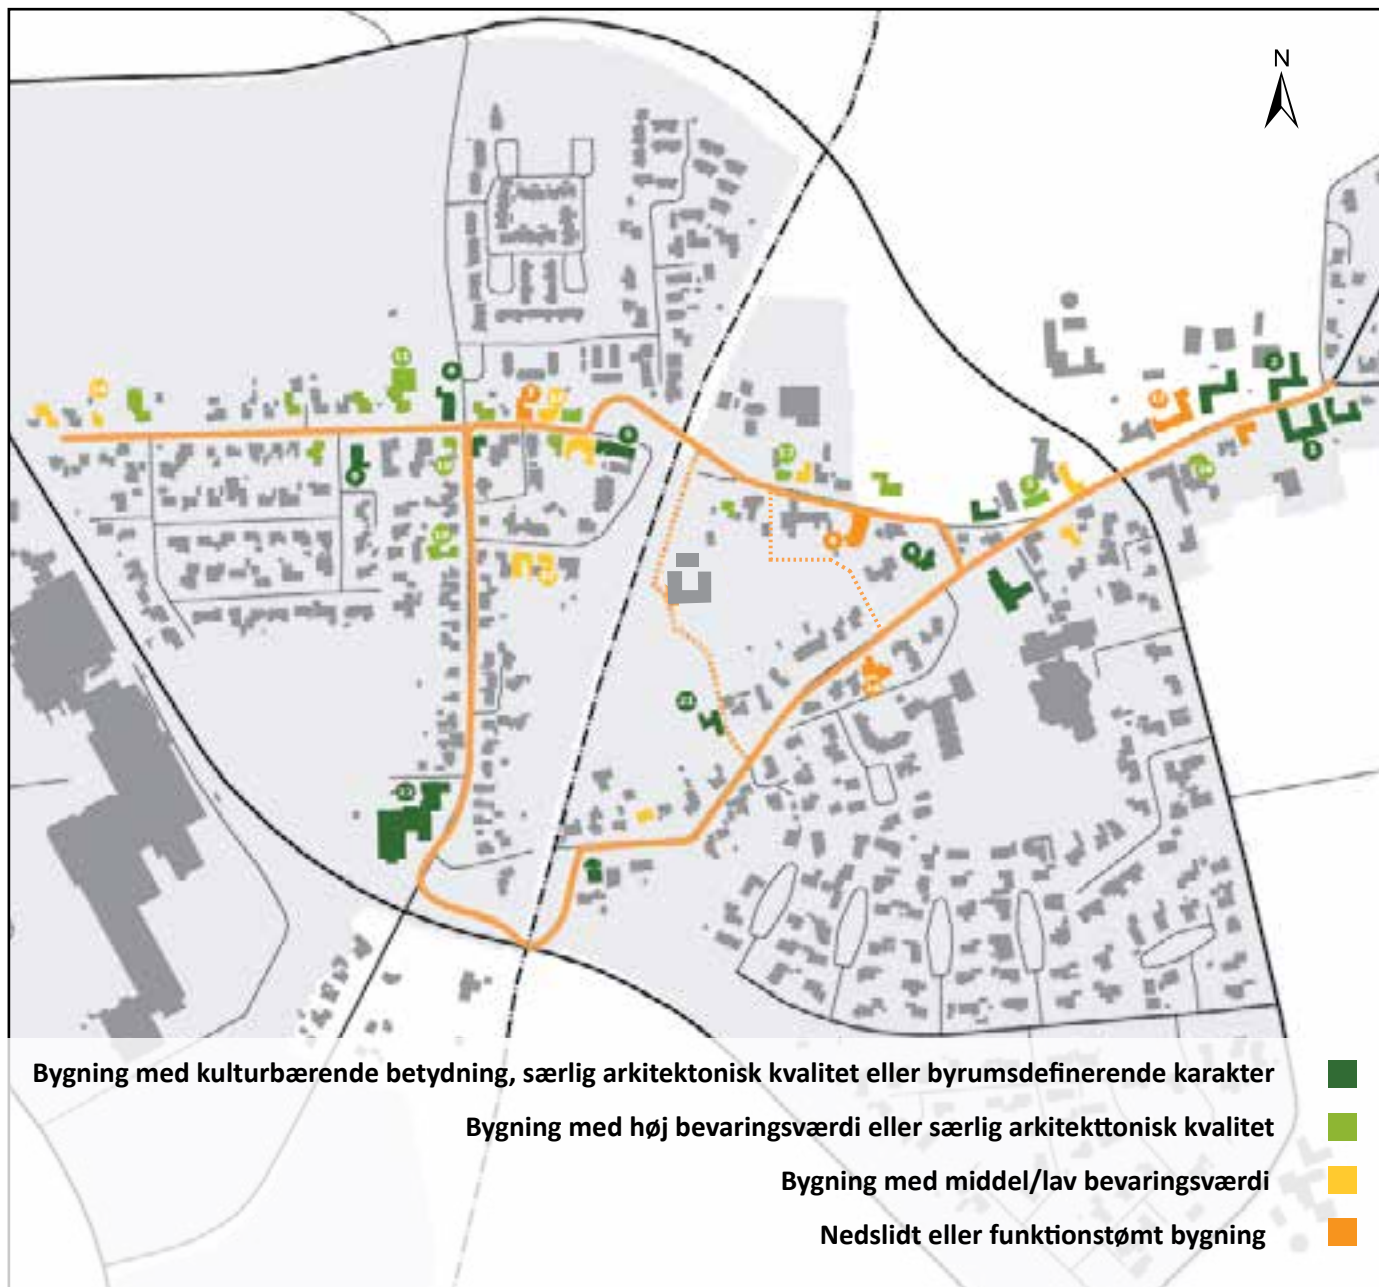 N
Bygning med kulturbærende betydning, særlig arkitektonisk kvalitet eller byrumsdefinerende karakter
Bygning med høj bevaringsværdi eller særlig arkitekttonisk kvalitet
Bygning med middel/lav bevaringsværdi
Nedslidt eller funktionstømt bygning